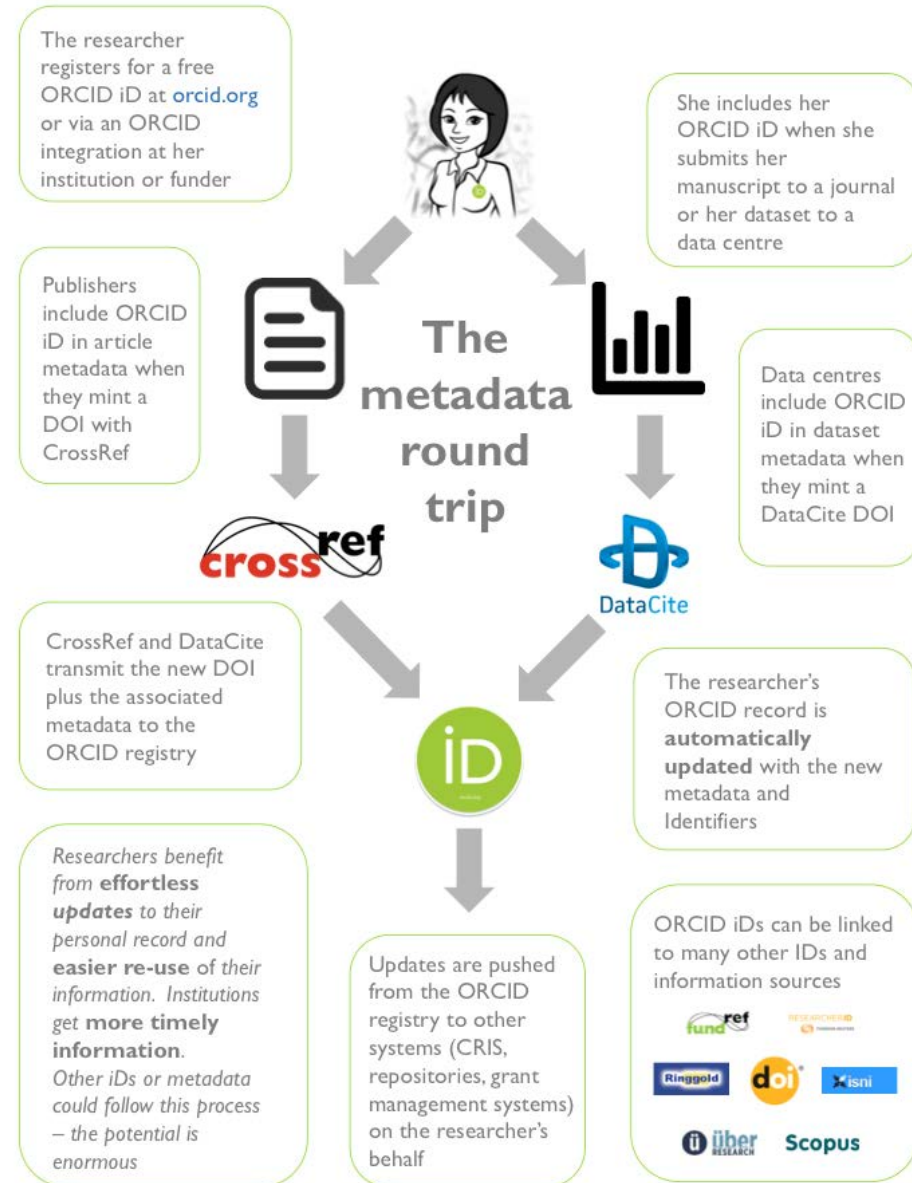 The researcher
registers for a free
ORCID iD at orcid.org
or via an ORCID
integration at her
institution or funder
She includes her
ORCID iD when she
submits her
manuscript to a journal
or her dataset to a
data centre
Publishers
include ORCID
iD in article
metadata when
they mint a
DOI with
CrossRef
The
metadata
round
trip
Data centres
include ORCID
iD in dataset
metadata when
they mint a
DataCite DOI
crossref
DataCite
CrossRef and DataCite
transmit the new DOI
plus the associated
metadata to the
ORCID registry
iD
The researcher's
ORCID record is
automatically
updated with the new
metadata and
Identifiers
Researchers benefit
from effortless
updates to their
personal record and
easier re-use of their
information. Institutions
get more timely
information.
Other iDs or metadata
could follow this process
– the potential is
enormous
Updates are pushed
from the ORCID
registry to other
systems (CRIS,
repositories, grant
management systems)
on the researcher's
behalf
ORCID iDs can be linked
to many other IDs and
information sources
fundref
RESEARCHERID
THOMSON REUTERS
Ringgold
doi
isni
über
RESEARCH
Scopus